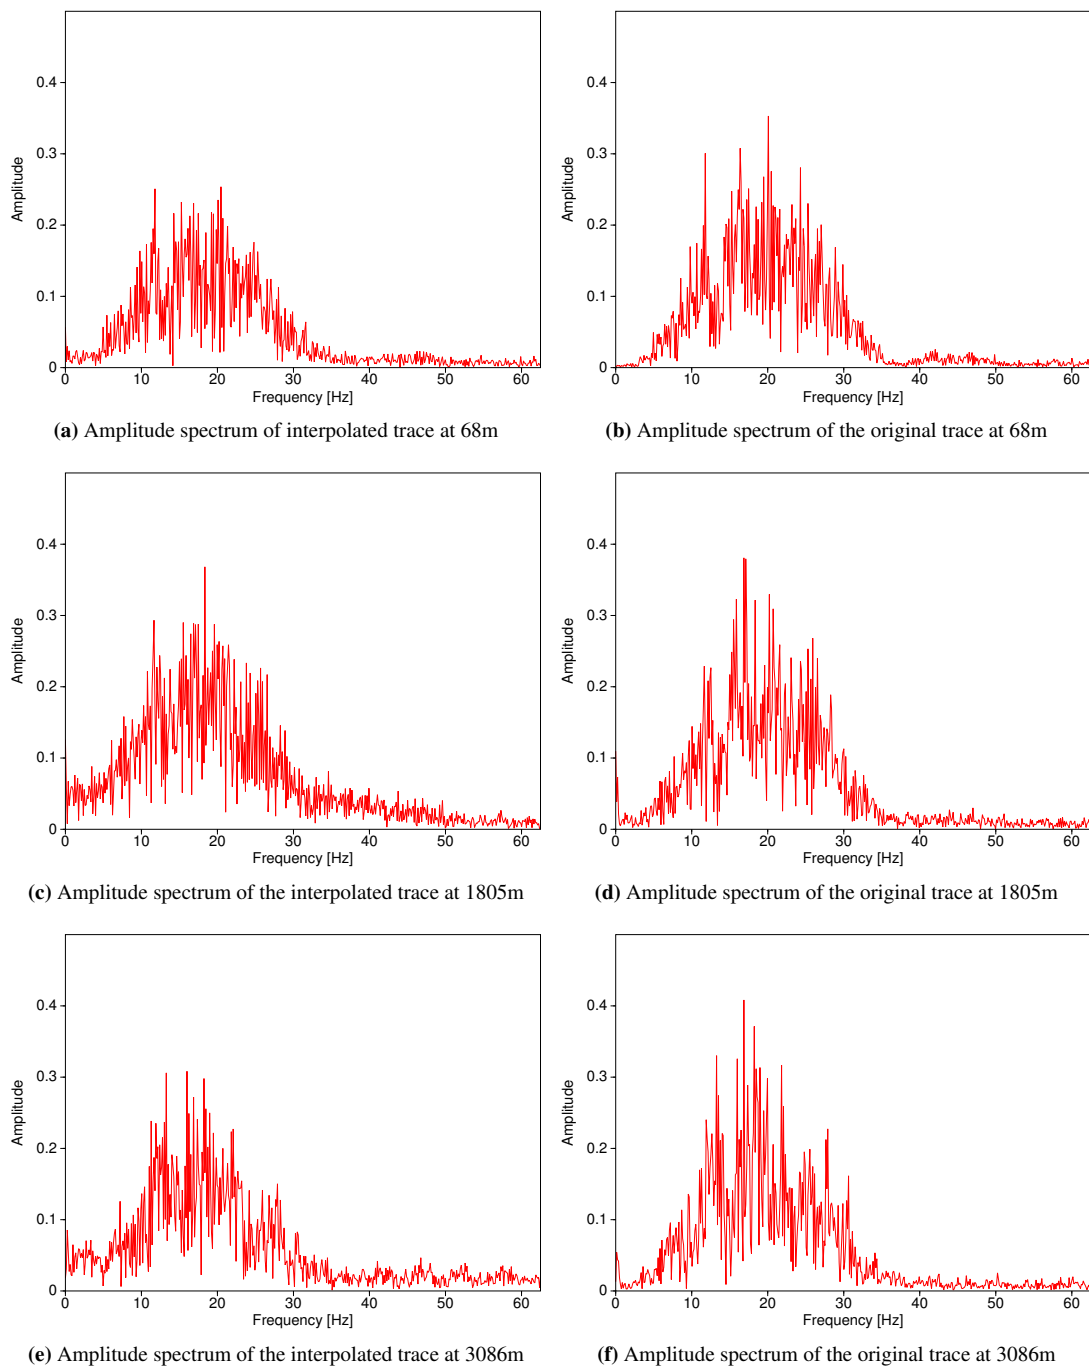 0.4 0.4
0.3 0.3
Amplitude Amplitude
0.2 0.2
0.1 0.1
0 0
0 10 20 30 40 50 60 0 10 20 30 40 50 60
Frequency [Hz] Frequency [Hz]
(a) Amplitude spectrum of interpolated trace at 68m (b) Amplitude spectrum of the original trace at 68m
0.4 0.4
0.3 0.3
Amplitude Amplitude
0.2 0.2
0.1 0.1
0 0
0 10 20 30 40 50 60 0 10 20 30 40 50 60
Frequency [Hz] Frequency [Hz]
(c) Amplitude spectrum of the interpolated trace at 1805m (d) Amplitude spectrum of the original trace at 1805m
0.4 0.4
0.3 0.3
Amplitude Amplitude
0.2 0.2
0.1 0.1
0 0
0 10 20 30 40 50 60 0 10 20 30 40 50 60
Frequency [Hz] Frequency [Hz]
(e) Amplitude spectrum of the interpolated trace at 3086m (f) Amplitude spectrum of the original trace at 3086m